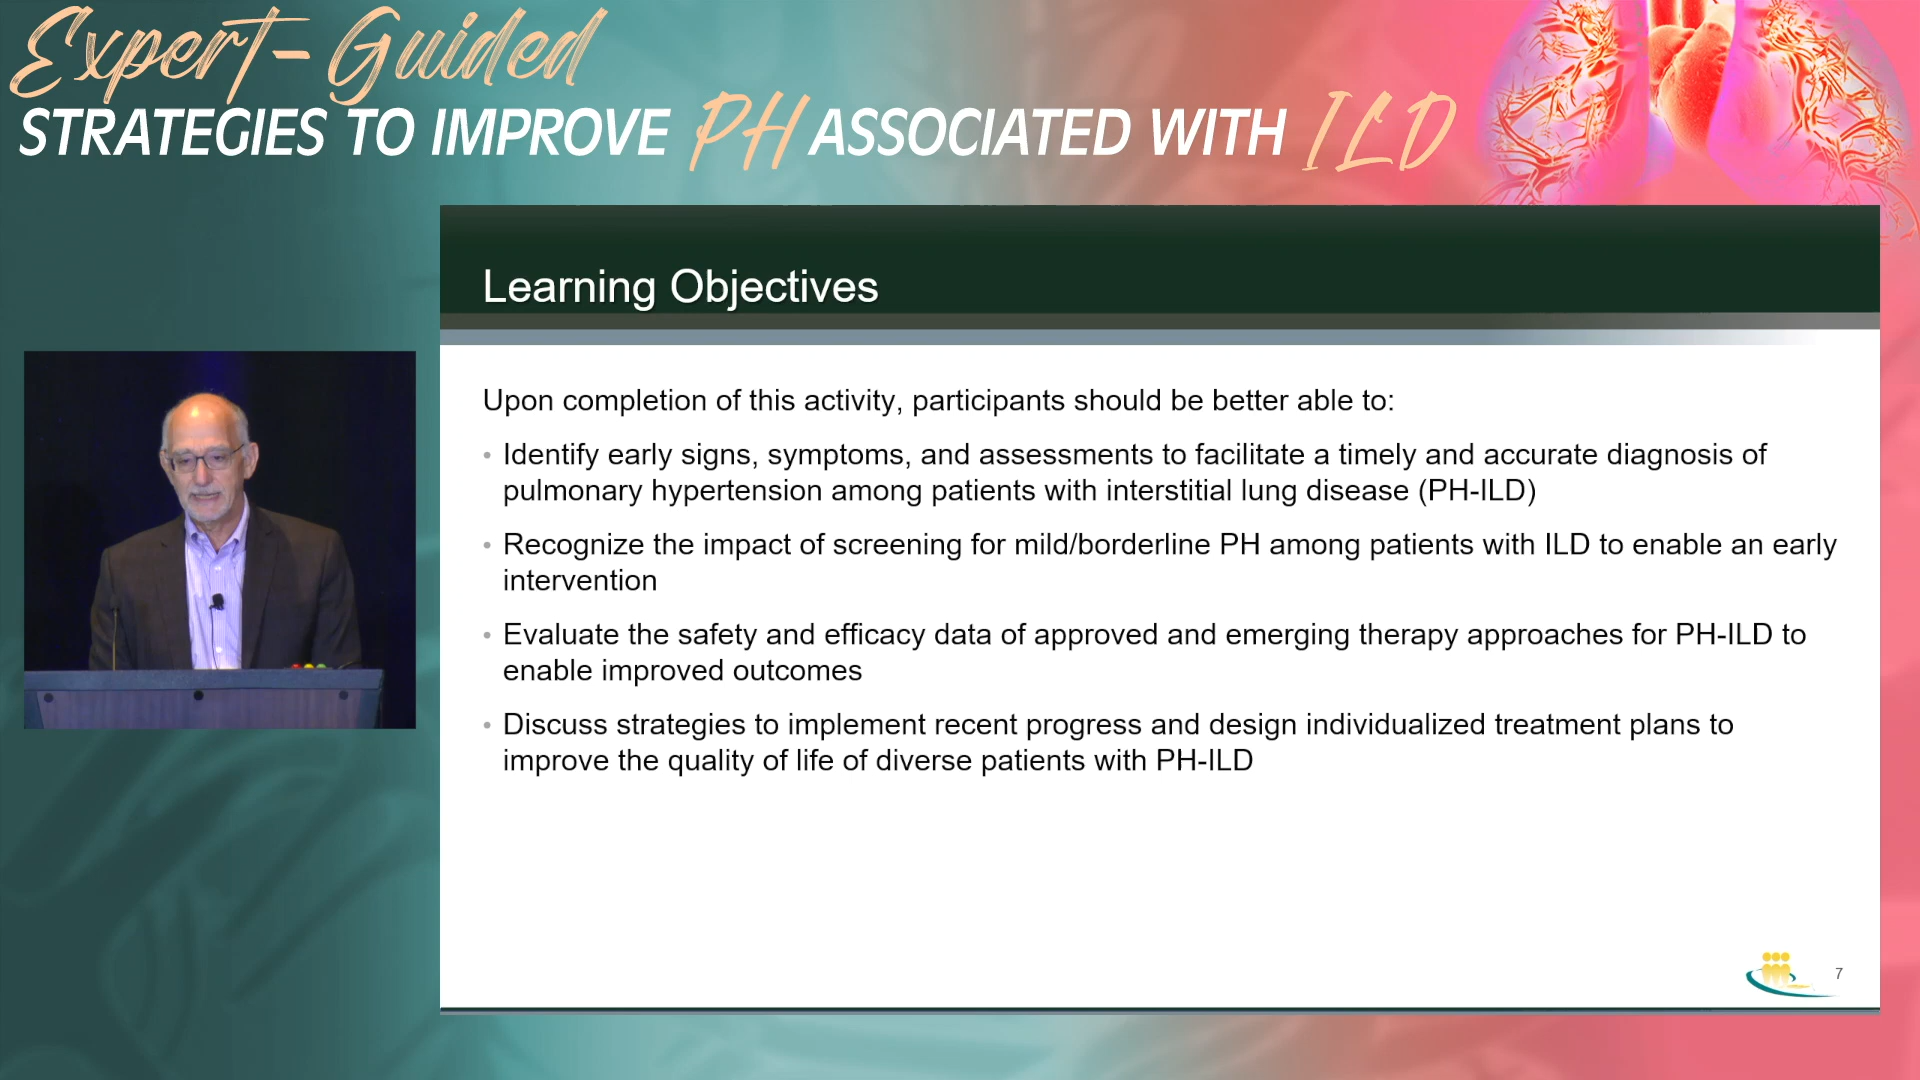 Expert-Guided
STRATEGIES TO IMPROVE PH ASSOCIATED WITH ILD
Learning Objectives
Upon completion of this activity, participants should be better able to:
• Identify early signs, symptoms, and assessments to facilitate a timely and accurate diagnosis of
pulmonary hypertension among patients with interstitial lung disease (PH-ILD)
• Recognize the impact of screening for mild/borderline PH among patients with ILD to enable an early
intervention
• Evaluate the safety and efficacy data of approved and emerging therapy approaches for PH-ILD to
enable improved outcomes
• Discuss strategies to implement recent progress and design individualized treatment plans to
improve the quality of life of diverse patients with PH-ILD
7